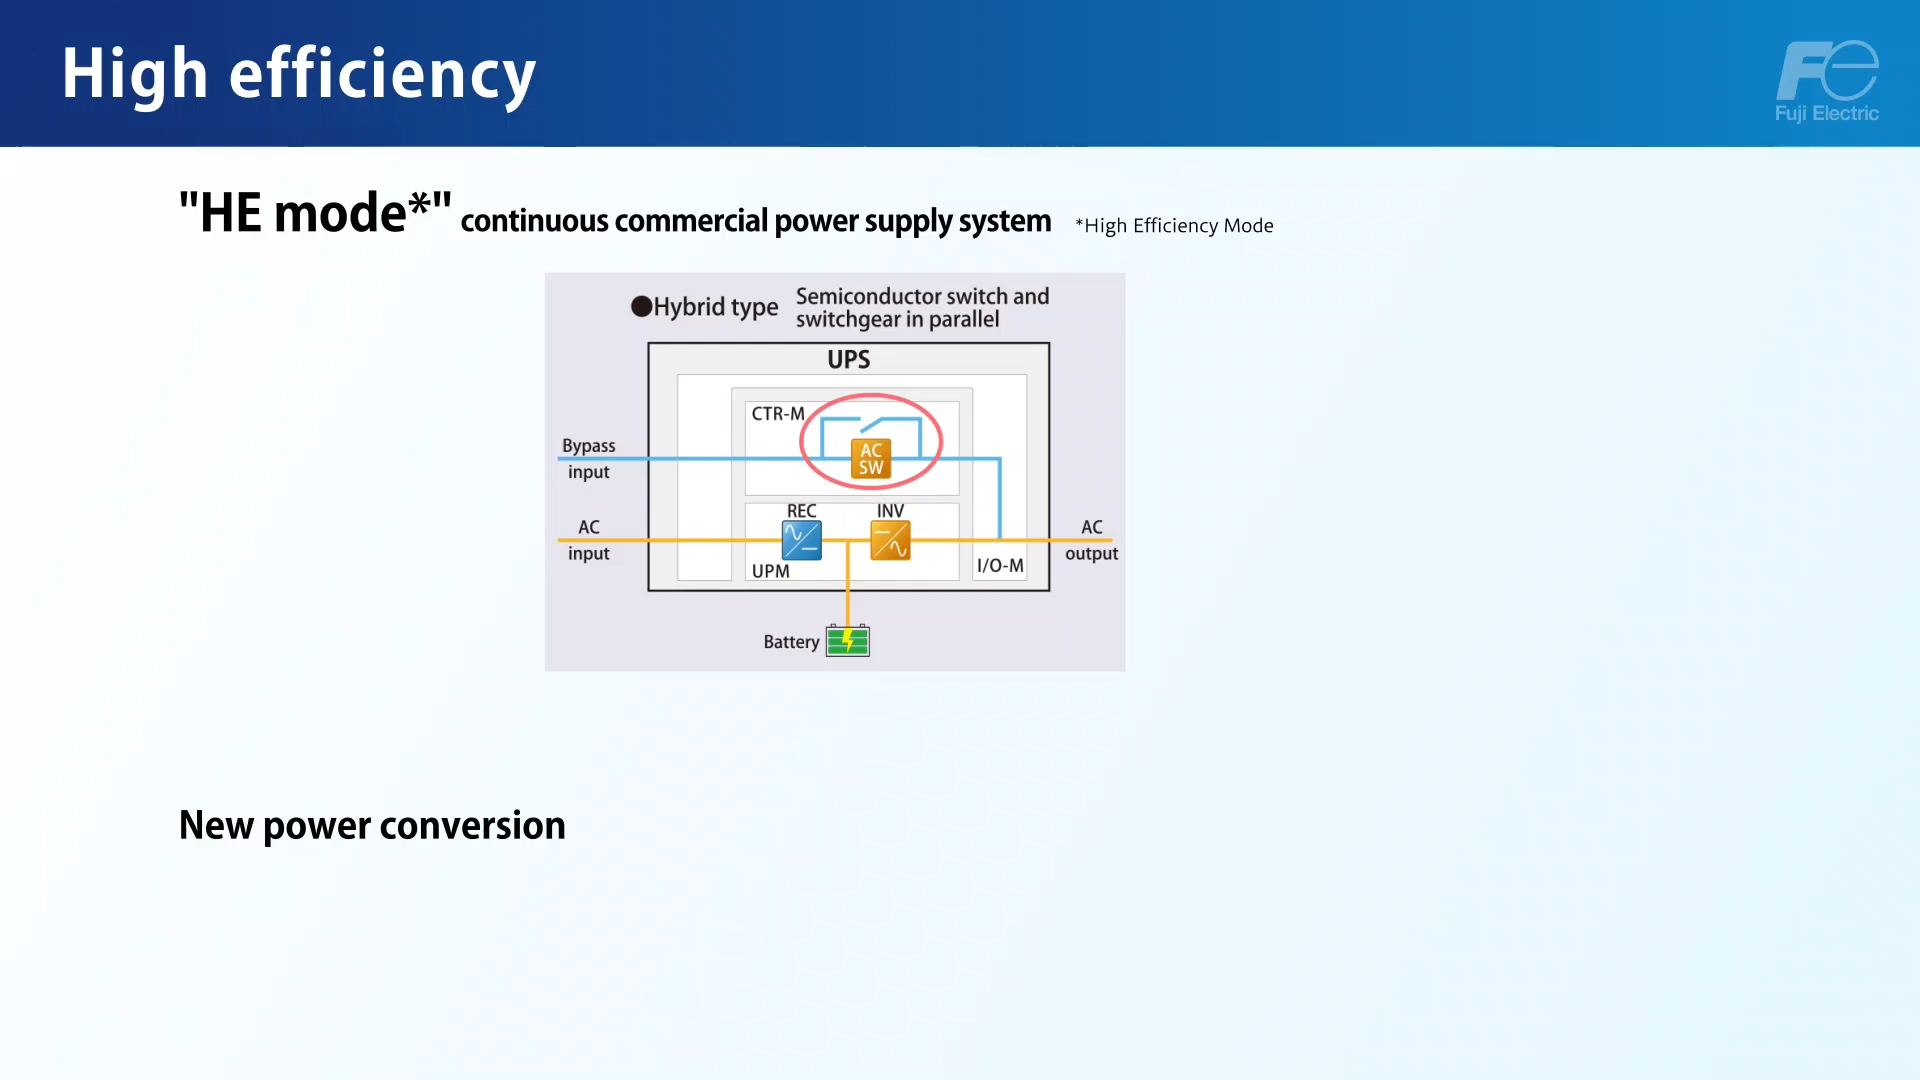 High efficiency
Fe
Fuji Electric
"HE mode*" continuous commercial power supply system *High Efficiency Mode
●Hybrid type
Semiconductor switch and
switchgear in parallel
UPS
CTR-M
Bypass
input
AC
SW
REC
INV
AC
input
AC
output
UPM
I/O-M
Battery
New power conversion